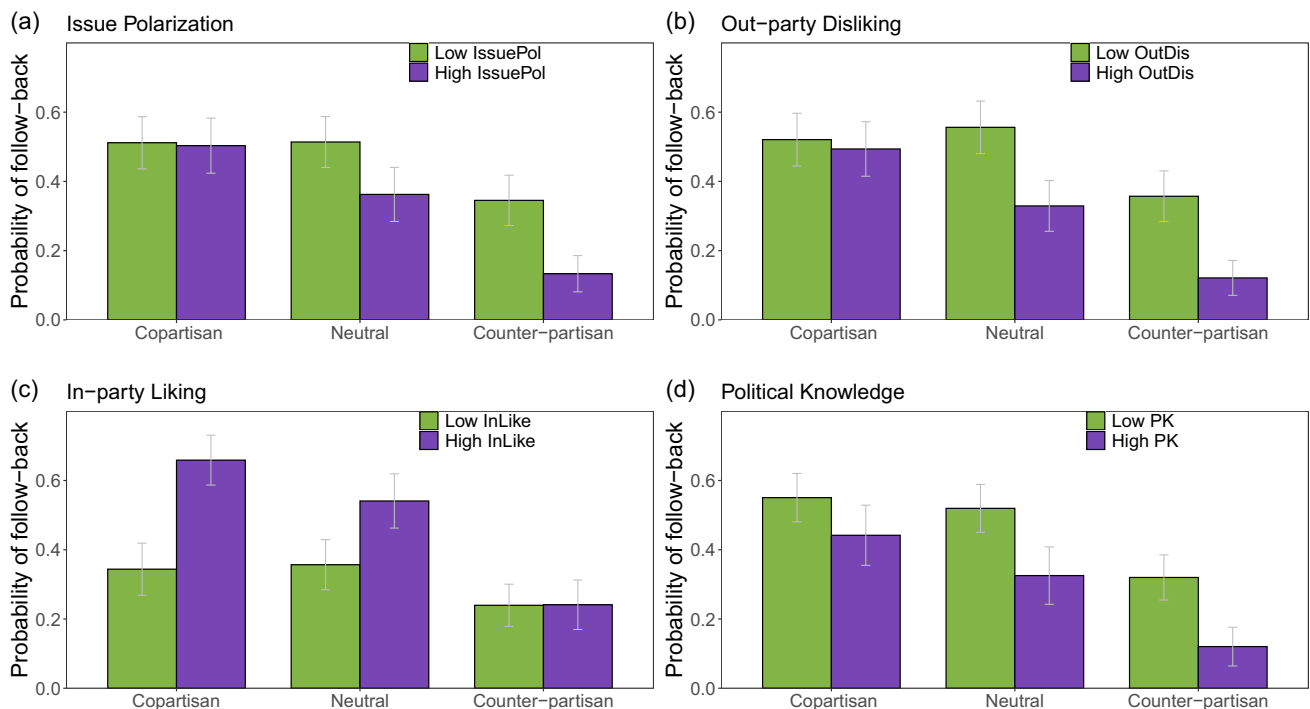 (a) Issue Polarization
Low IssuePol
High IssuePol
Probability of follow−back
0.6
0.4
0.2
0.0
Copartisan Neutral Counter−partisan
(b) Out−party Disliking
Low OutDis
High OutDis
Probability of follow−back
0.6
0.4
0.2
0.0
Copartisan Neutral Counter−partisan
(c) In−party Liking
Low InLike
High InLike
Probability of follow−back
0.6
0.4
0.2
0.0
Copartisan Neutral Counter−partisan
(d) Political Knowledge
Low PK
High PK
Probability of follow−back
0.6
0.4
0.2
0.0
Copartisan Neutral Counter−partisan